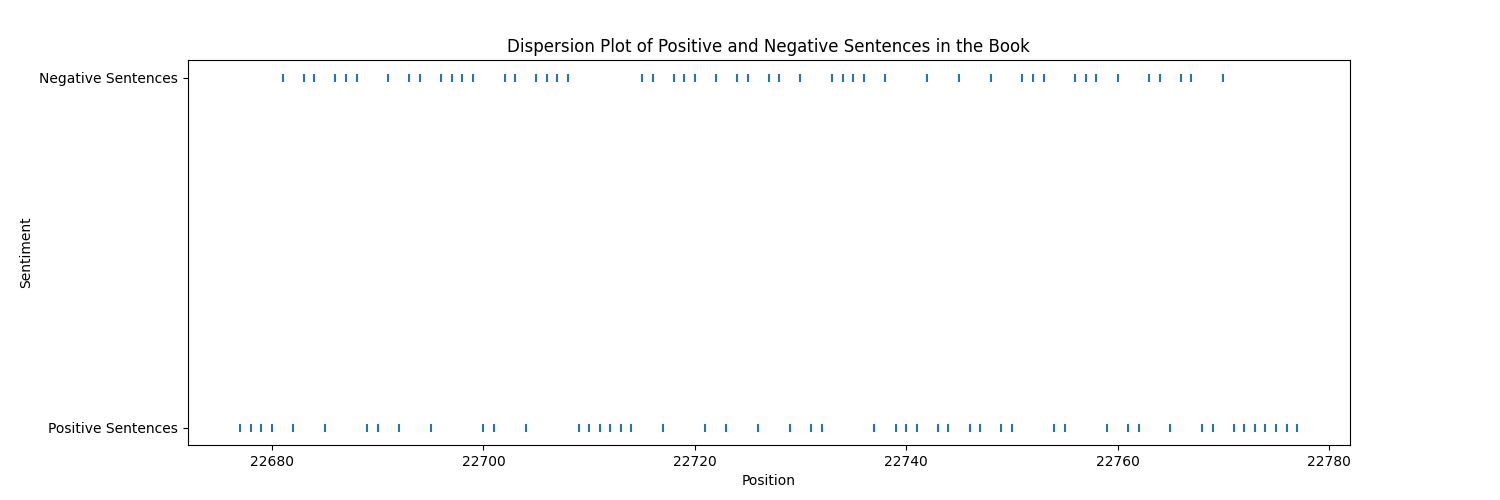 Dispersion Plot of Positive and Negative Sentences in the Book
Negative Sentences
Sentiment
Positive Sentences
22680 22700 22720 22740 22760 22780
Position